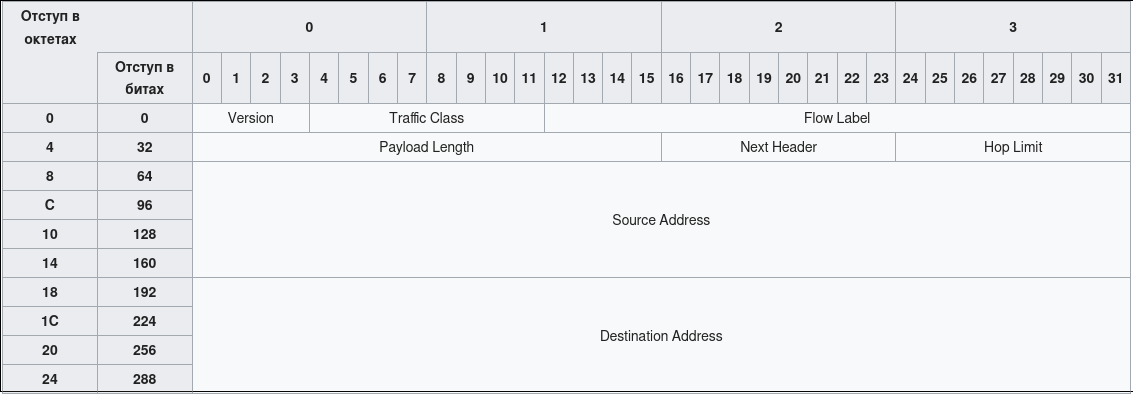 Отступ в октетах 0 1 2 3
Отступ в битах 0 1 2 3 4 5 6 7 8 9 10 11 12 13 14 15 16 17 18 19 20 21 22 23 24 25 26 27 28 29 30 31
0 0 Version Traffic Class Flow Label
4 32 Payload Length Next Header Hop Limit
8 64 Source Address
C 96
10 128
14 160
18 192 Destination Address
1C 224
20 256
24 288